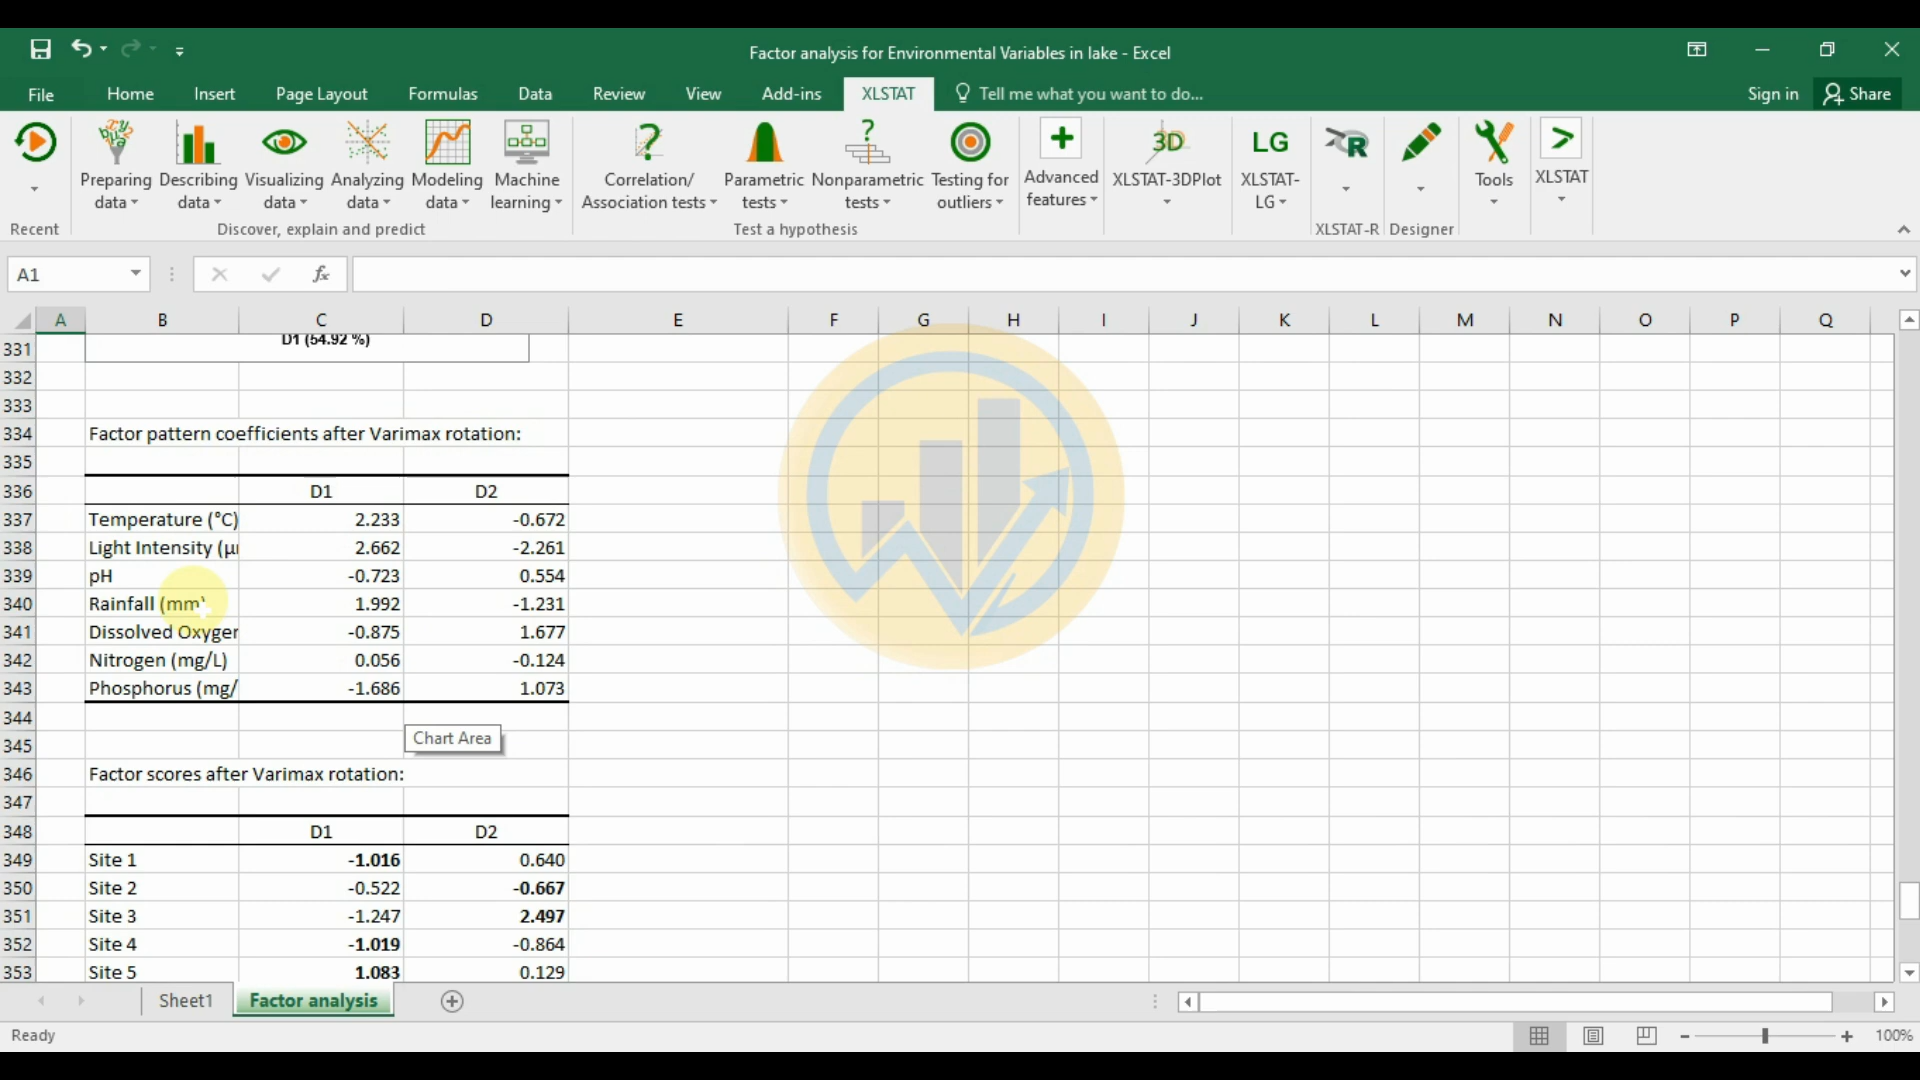 Factor analysis for Environmental Variables in lake - Excel
File Home Insert Page Layout Formulas Data Review View Add-ins XLSTAT Tell me what you want to do... Sign in Share
Preparing data Describing data Visualizing data Analyzing data Modeling data Machine learning Correlation/ Association tests Parametric tests Nonparametric tests Testing for outliers Advanced features XLSTAT-3DPlot XLSTAT-LG Tools XLSTAT
Recent Discover, explain and predict Test a hypothesis XLSTAT-R Designer
A1 fx
A B C D E F G H I J K L M N O P Q
331 D1 (54.92 %)
332
333
334 Factor pattern coefficients after Varimax rotation:
335
336 D1 D2
337 Temperature (°C) 2.233 -0.672
338 Light Intensity (µ 2.662 -2.261
339 pH -0.723 0.554
340 Rainfall (mm) 1.992 -1.231
341 Dissolved Oxygen -0.875 1.677
342 Nitrogen (mg/L) 0.056 -0.124
343 Phosphorus (mg/ -1.686 1.073
344
Chart Area
345
346 Factor scores after Varimax rotation:
347
348 D1 D2
349 Site 1 -1.016 0.640
350 Site 2 -0.522 -0.667
351 Site 3 -1.247 2.497
352 Site 4 -1.019 -0.864
353 Site 5 1.083 0.129
Sheet1 Factor analysis
Ready 100%